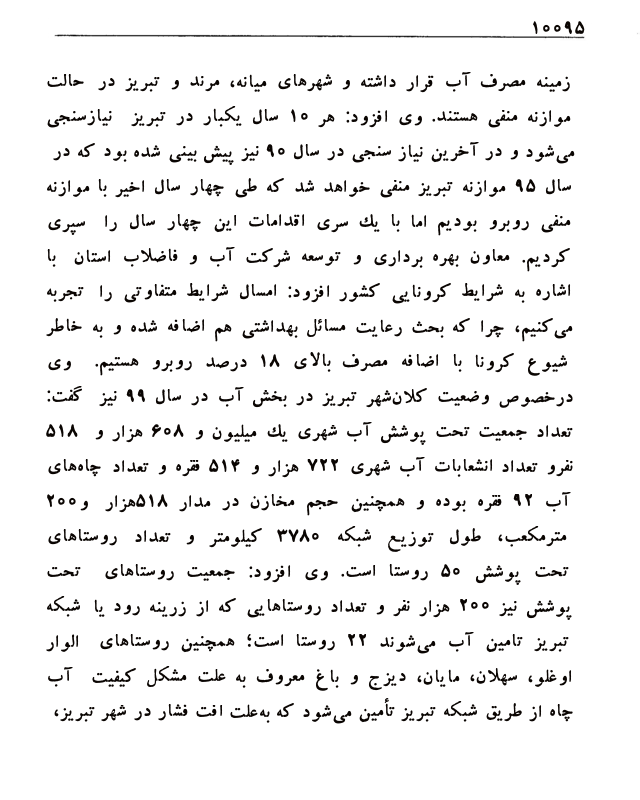 ۱۰۰۹۵
زمینه مصرف آب قرار داشته و شهرهای میانه، مرند و تبریز در حالت
موازنه منفی هستند. وی افزود: هر ۱۰ سال یکبار در تبریز نیازسنجی
می‌شود و در آخرین نیاز سنجی در سال ۹۰ نیز پیش بینی شده بود که در
سال ۹۵ موازنه تبریز منفی خواهد شد که طی چهار سال اخیر با موازنه
منفی روبرو بودیم اما با یك سری اقدامات این چهار سال را سپری
کردیم. معاون بهره برداری و توسعه شرکت آب و فاضلاب استان با
اشاره به شرایط کرونایی کشور افزود: امسال شرایط متفاوتی را تجربه
می‌کنیم، چرا که بحث رعایت مسائل بهداشتی هم اضافه شده و به خاطر
شیوع کرونا با اضافه مصرف بالای ۱۸ درصد روبرو هستیم. وی
درخصوص وضعیت کلان‌شهر تبریز در بخش آب در سال ۹۹ نیز گفت:
تعداد جمعیت تحت پوشش آب شهری یك میلیون و ۶۰۸ هزار و ۵۱۸
نفرو تعداد انشعابات آب شهری ۷۲۲ هزار و ۵۱۴ فقره و تعداد چاه‌های
آب ۹۲ فقره بوده و همچنین حجم مخازن در مدار ۵۱۸هزار و۲۰۰
مترمکعب، طول توزیع شبکه ۳۷۸۰ کیلومتر و تعداد روستاهای
تحت پوشش ۵۰ روستا است. وی افزود: جمعیت روستاهای تحت
پوشش نیز ۲۰۰ هزار نفر و تعداد روستاهایی که از زرینه رود یا شبکه
تبریز تامین آب می‌شوند ۲۲ روستا است؛ همچنین روستاهای الوار
اوغلو، سهلان، مایان، دیزج و باغ معروف به علت مشکل کیفیت آب
چاه از طریق شبکه تبریز تأمین می‌شود که به‌علت افت فشار در شهر تبریز،